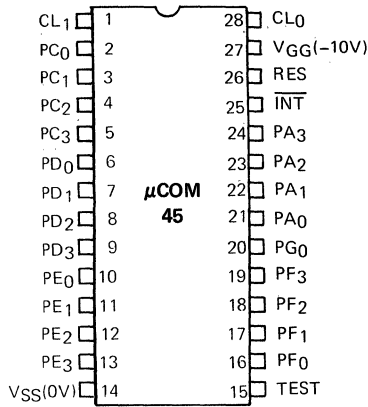 CL1 1 28 CL0
PC0 2 27 VGG(−10V)
PC1 3 26 RES
PC2 4 25 INT
PC3 5 24 PA3
PD0 6 23 PA2
PD1 7 22 PA1
PD2 8 21 PA0
PD3 9 20 PG0
PE0 10 19 PF3
PE1 11 18 PF2
PE2 12 17 PF1
PE3 13 16 PF0
VSS(0V) 14 15 TEST
μCOM
45